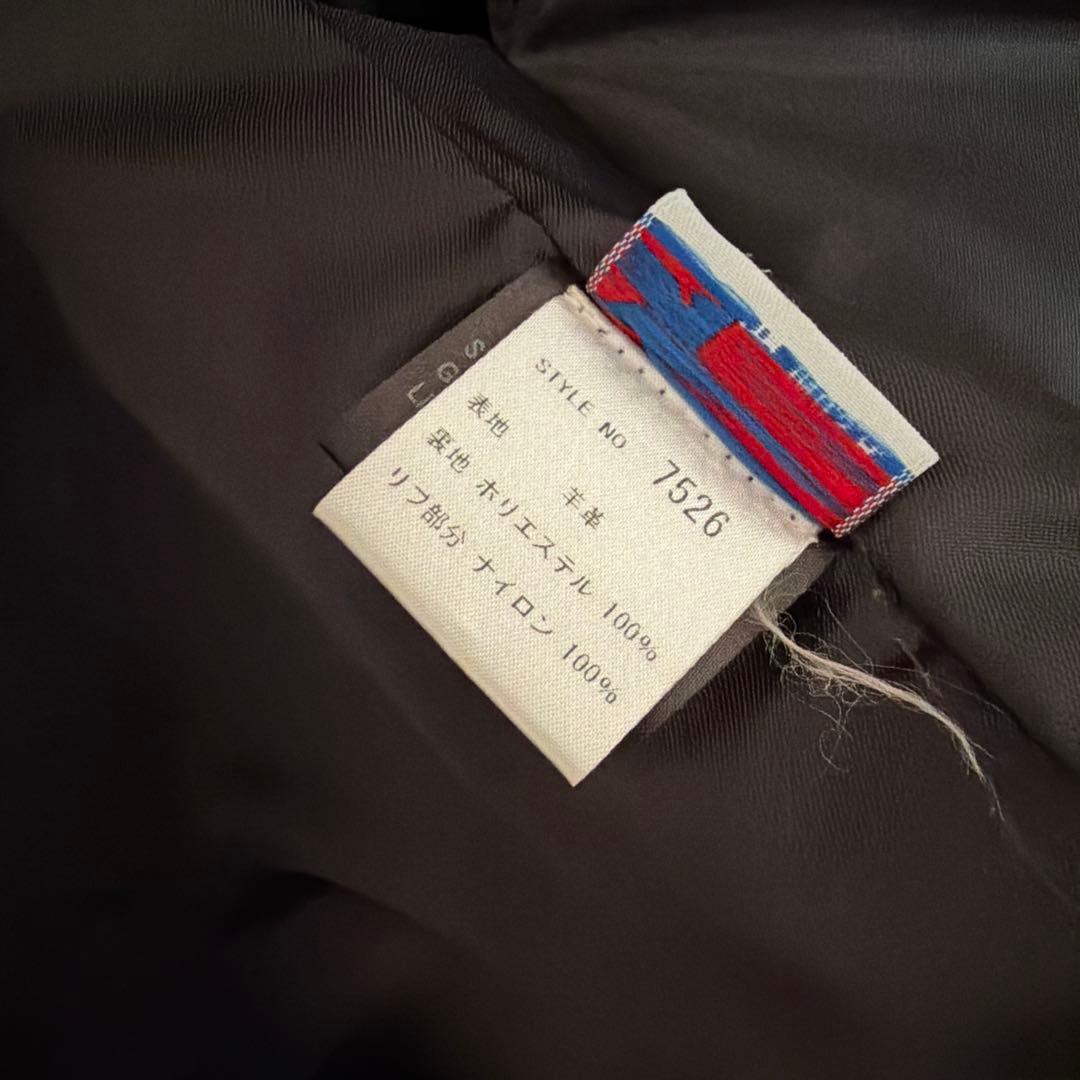 STYLE NO 7526
表地 羊革
裏地 ポリエステル 100%
リブ部分 ナイロン 100%